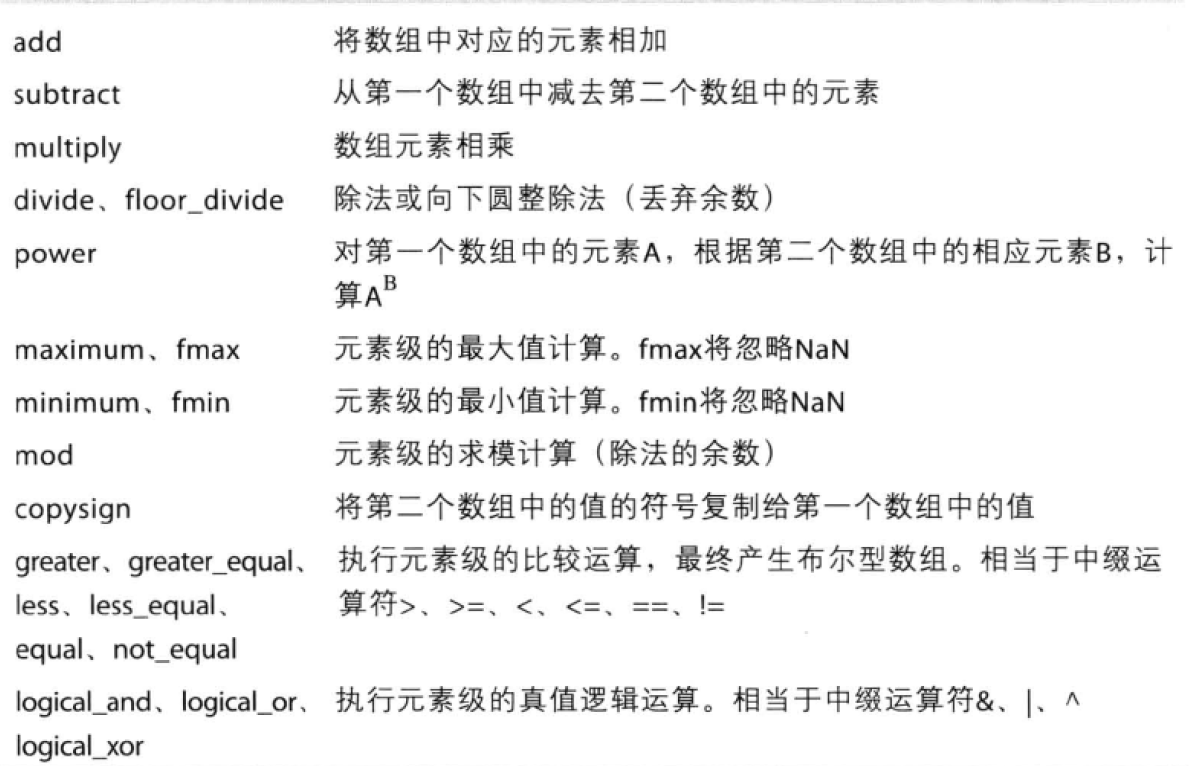 add 将数组中对应的元素相加
subtract 从第一个数组中减去第二个数组中的元素
multiply 数组元素相乘
divide、floor_divide 除法或向下圆整除法（丢弃余数）
power 对第一个数组中的元素A，根据第二个数组中的相应元素B，计
算A^B
maximum、fmax 元素级的最大值计算。fmax将忽略NaN
minimum、fmin 元素级的最小值计算。fmin将忽略NaN
mod 元素级的求模计算（除法的余数）
copysign 将第二个数组中的值的符号复制给第一个数组中的值
greater、greater_equal、 执行元素级的比较运算，最终产生布尔型数组。相当于中缀运
less、less_equal、 算符>、>=、<、<=、==、!=
equal、not_equal
logical_and、logical_or、 执行元素级的真值逻辑运算。相当于中缀运算符&、|、^
logical_xor